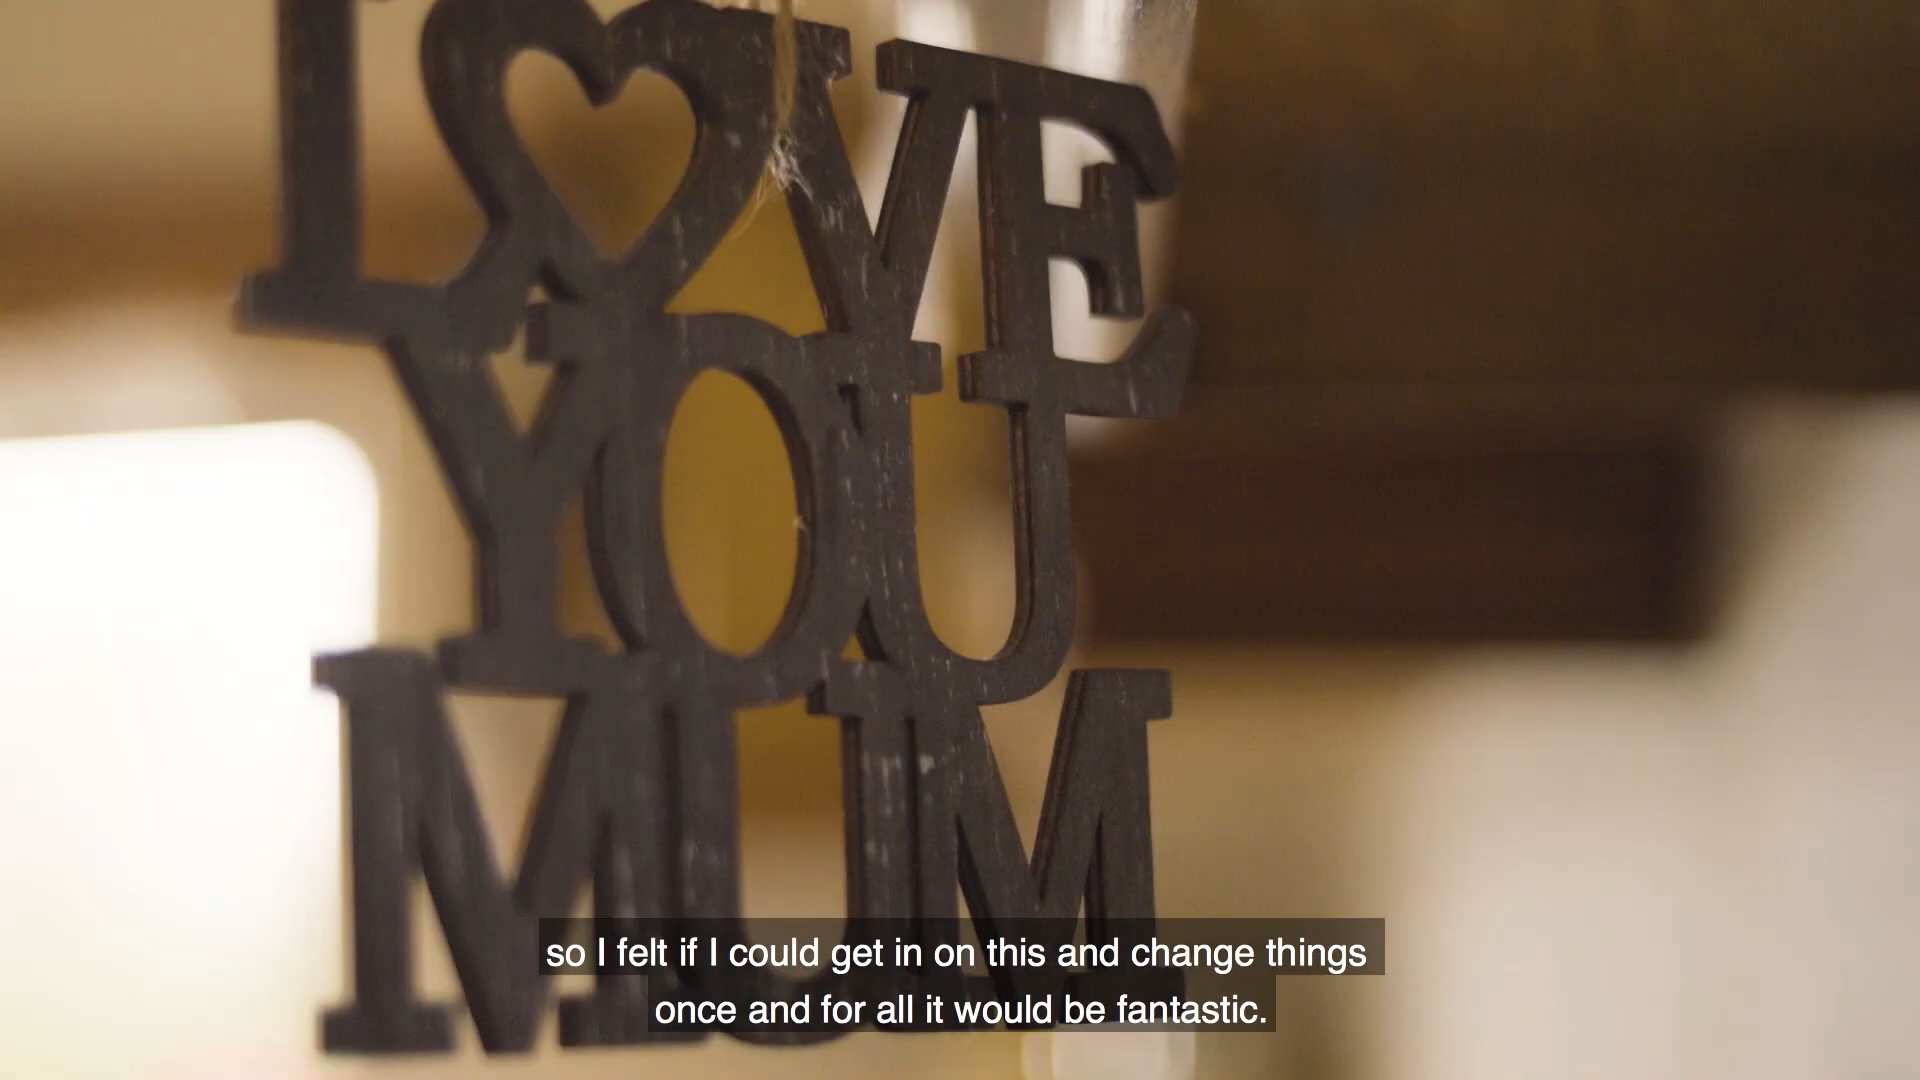 L♡VE
YOU
MUM
so I felt if I could get in on this and change things
once and for all it would be fantastic.